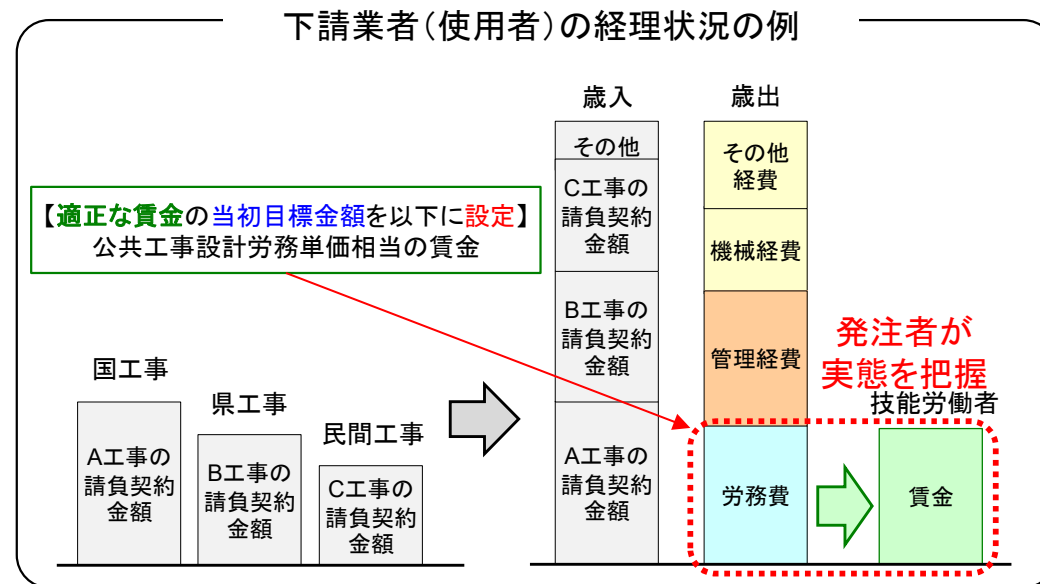 下請業者(使用者)の経理状況の例
歳入
歳出
その他
C工事の
請負契約
金額
B工事の
請負契約
金額
A工事の
請負契約
金額
その他
経費
機械経費
管理経費
労務費
【適正な賃金の当初目標金額を以下に設定】
公共工事設計労務単価相当の賃金
発注者が
実態を把握
技能労働者
賃金
国工事
A工事の
請負契約
金額
県工事
B工事の
請負契約
金額
民間工事
C工事の
請負契約
金額